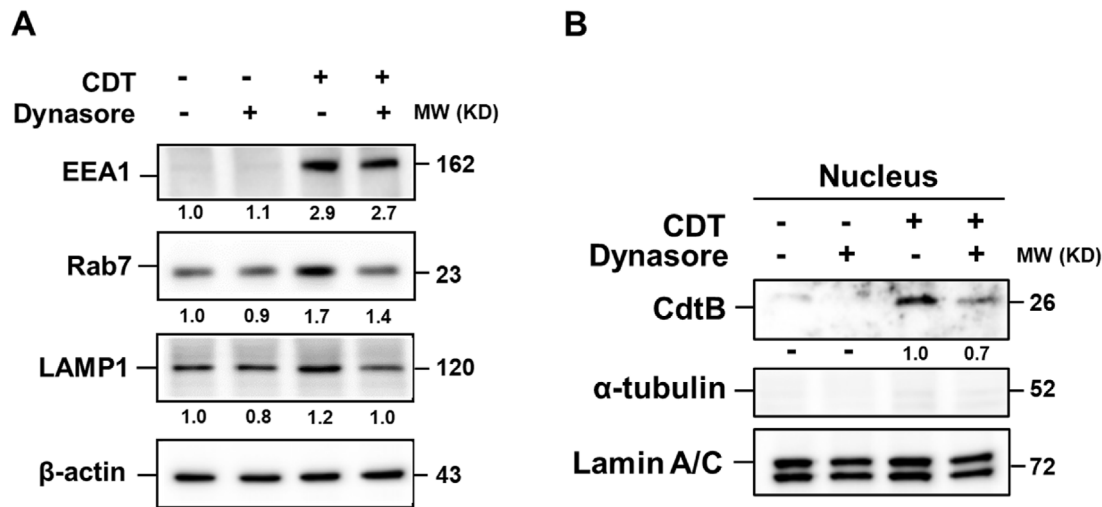 A
CDT - - + +
Dynasore - + - + MW (KD)
EEA1 162
1.0 1.1 2.9 2.7
Rab7 23
1.0 0.9 1.7 1.4
LAMP1 120
1.0 0.8 1.2 1.0
β-actin 43
B
Nucleus
CDT - - + +
Dynasore - + - + MW (KD)
CdtB 26
- - 1.0 0.7
α-tubulin 52
Lamin A/C 72